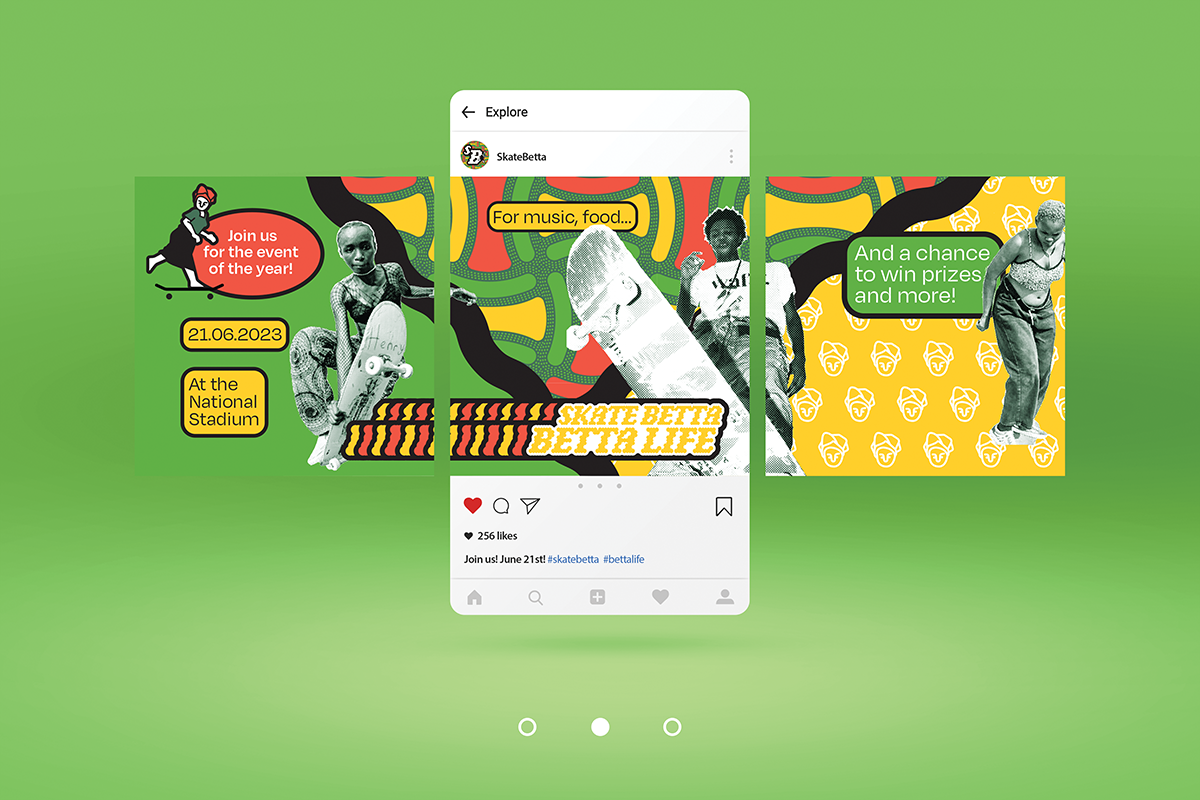 Explore
SB
SkateBetta
Join us
for the event
of the year!
21.06.2023
At the
National
Stadium
Henry
For music, food...
SKATE BETTA
BETTA LIFE
And a chance
to win prizes
and more!
256 likes
Join us! June 21st! #skatebetta #bettalife